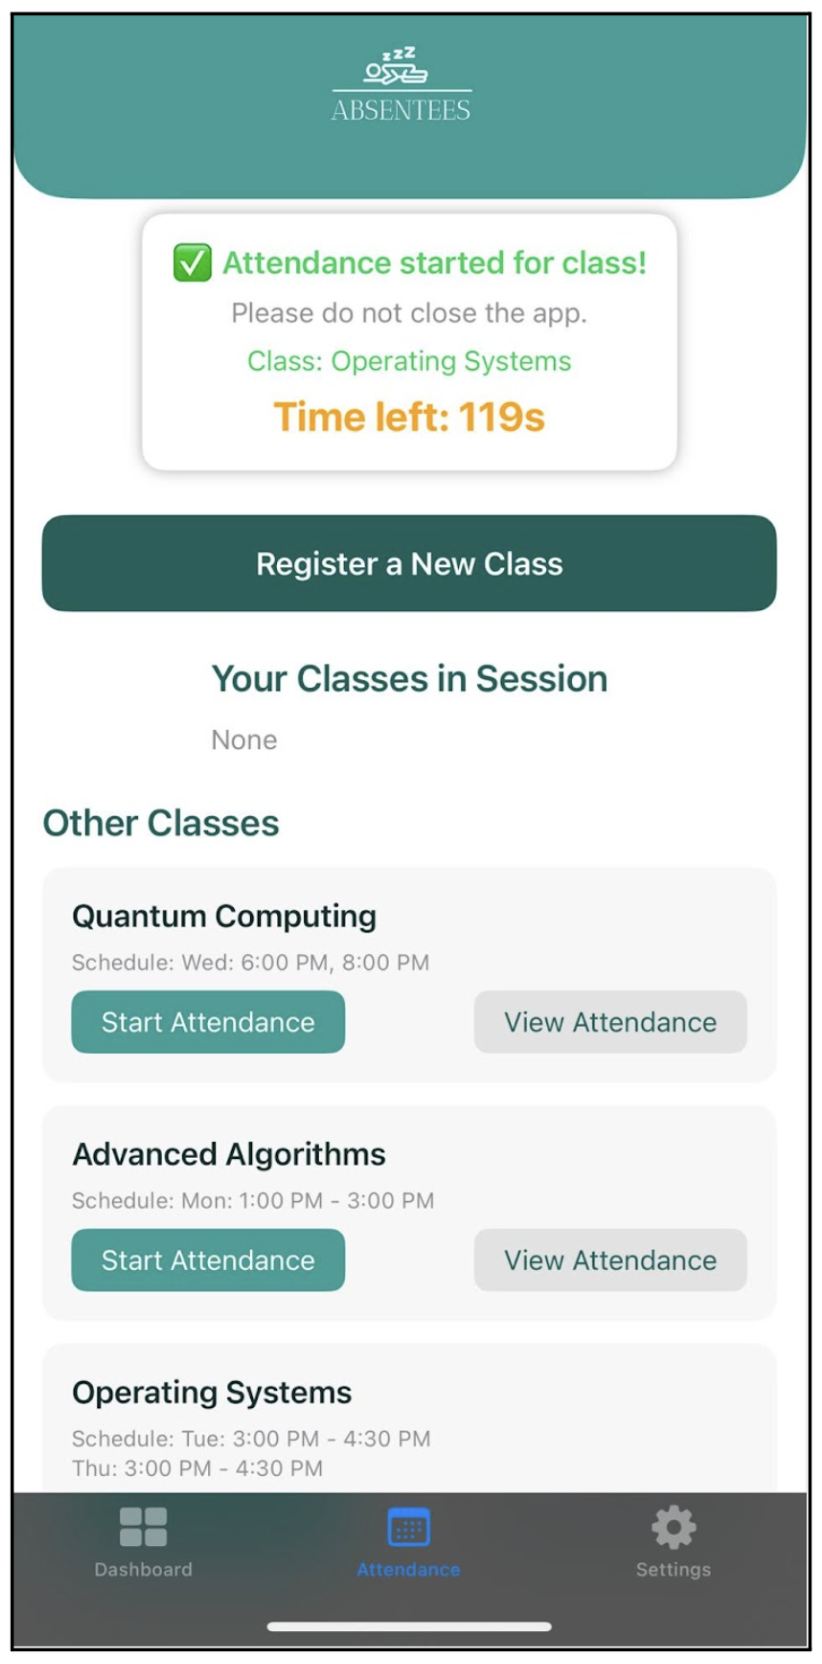 zzZ
ABSENTEES
✅ Attendance started for class!
Please do not close the app.
Class: Operating Systems
Time left: 119s
Register a New Class
Your Classes in Session
None
Other Classes
Quantum Computing
Schedule: Wed: 6:00 PM, 8:00 PM
Start Attendance View Attendance
Advanced Algorithms
Schedule: Mon: 1:00 PM - 3:00 PM
Start Attendance View Attendance
Operating Systems
Schedule: Tue: 3:00 PM - 4:30 PM
Thu: 3:00 PM - 4:30 PM
Dashboard Attendance Settings